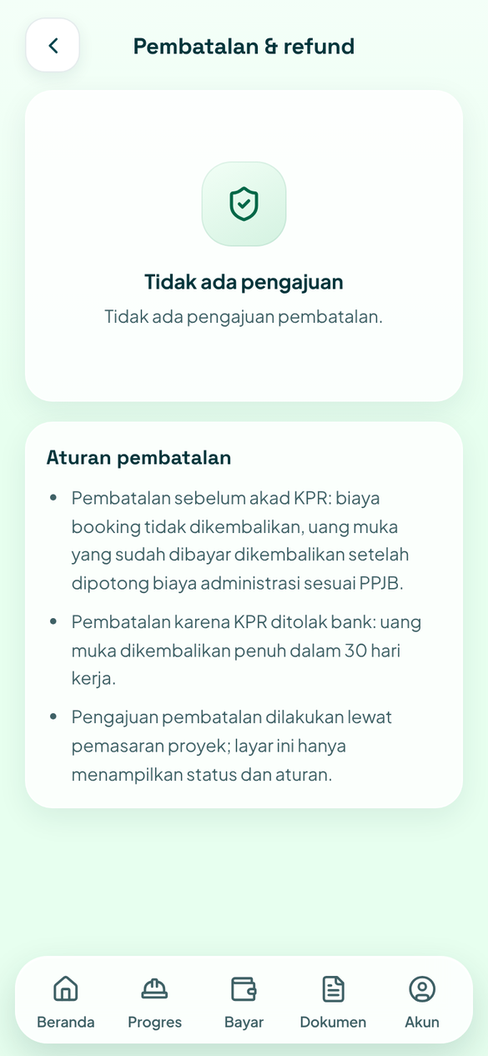 Pembatalan & refund
Tidak ada pengajuan
Tidak ada pengajuan pembatalan.
Aturan pembatalan
• Pembatalan sebelum akad KPR: biaya
booking tidak dikembalikan, uang muka
yang sudah dibayar dikembalikan setelah
dipotong biaya administrasi sesuai PPJB.
• Pembatalan karena KPR ditolak bank: uang
muka dikembalikan penuh dalam 30 hari
kerja.
• Pengajuan pembatalan dilakukan lewat
pemasaran proyek; layar ini hanya
menampilkan status dan aturan.
Beranda Progres Bayar Dokumen Akun